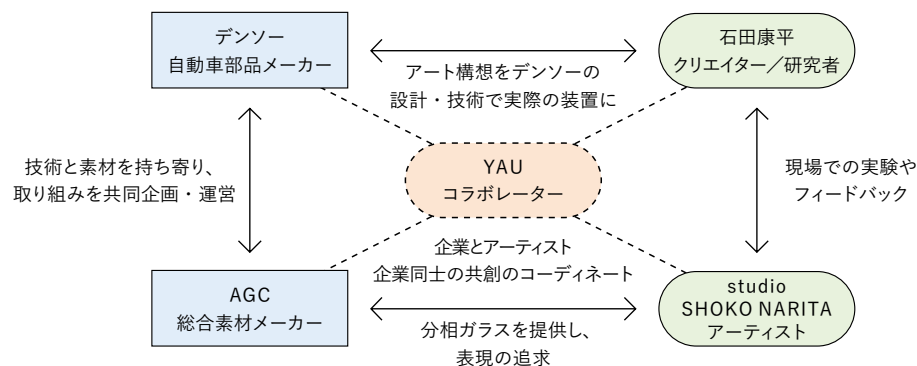 デンソー
自動車部品メーカー
石田康平
クリエイター／研究者
アート構想をデンソーの
設計・技術で実際の装置に
技術と素材を持ち寄り、
取り組みを共同企画・運営
YAU
コラボレーター
現場での実験や
フィードバック
企業とアーティスト
企業同士の共創のコーディネート
AGC
総合素材メーカー
studio
SHOKO NARITA
アーティスト
分相ガラスを提供し、
表現の追求